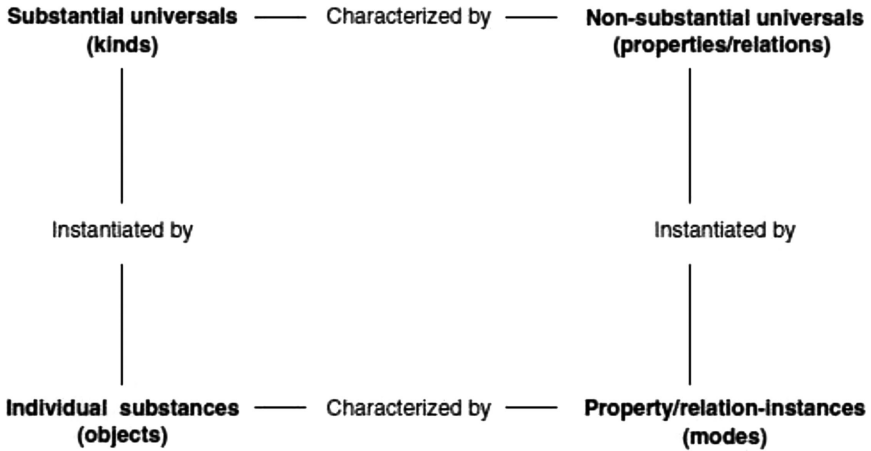 Substantial universals Characterized by Non-substantial universals
(kinds) (properties/relations)
Instantiated by Instantiated by
Individual substances Characterized by Property/relation-instances
(objects) (modes)